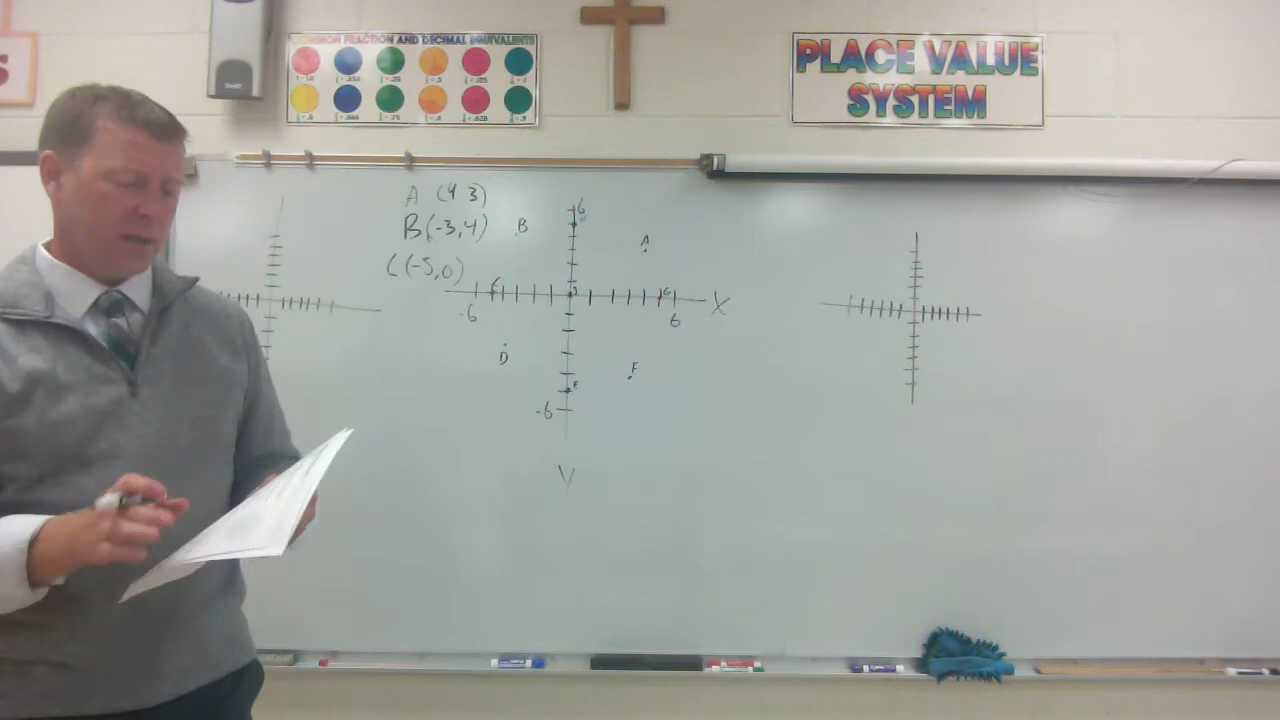 S
COMMON FRACTION AND DECIMAL EQUIVALENTS
PLACE VALUE
SYSTEM
A (4 3)
B(-3,4)
C(-5,0)
6
B
A
C
G
X
-6
6
D
F
E
-6
Y